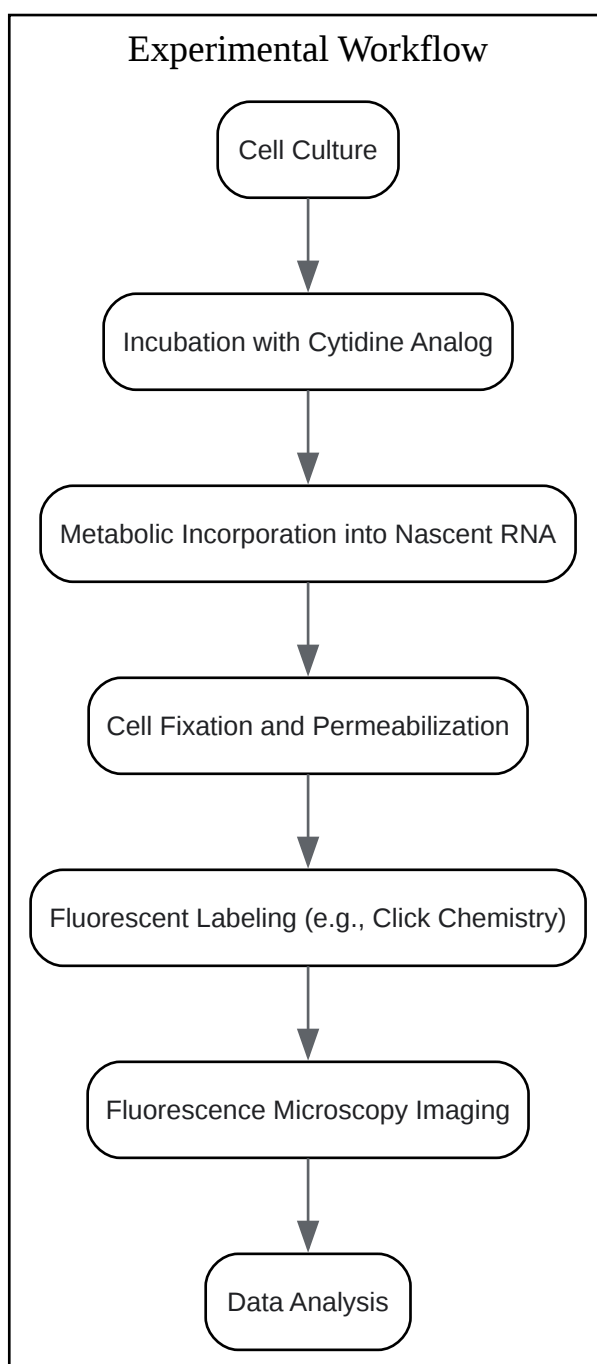 Experimental Workflow
Cell Culture
Incubation with Cytidine Analog
Metabolic Incorporation into Nascent RNA
Cell Fixation and Permeabilization
Fluorescent Labeling (e.g., Click Chemistry)
Fluorescence Microscopy Imaging
Data Analysis